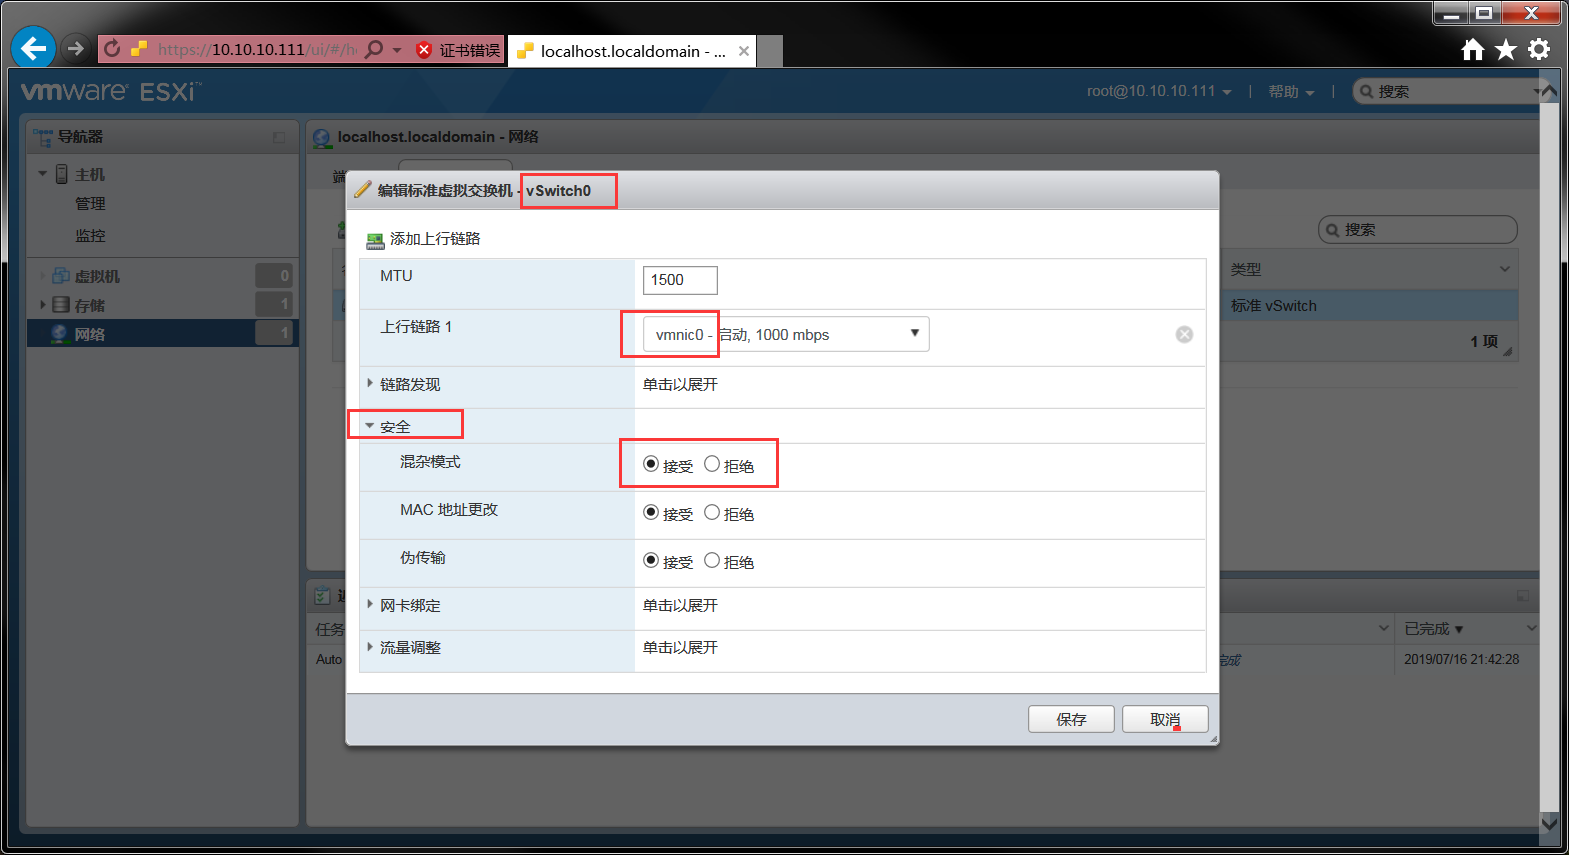 https://10.10.10.111/ui/#/h
证书错误
localhost.localdomain - ...
vmware ESXi™
root@10.10.10.111
帮助
搜索
导航器
localhost.localdomain - 网络
主机
管理
监控
虚拟机 0
存储 1
网络 1
编辑标准虚拟交换机 - vSwitch0
搜索
添加上行链路
MTU 1500
类型
上行链路 1 vmnic0 - 启动, 1000 mbps
标准 vSwitch
1 项
链路发现 单击以展开
安全
混杂模式 接受 拒绝
MAC 地址更改 接受 拒绝
伪传输 接受 拒绝
网卡绑定 单击以展开
任务
已完成▼
流量调整 单击以展开
Auto
完成
2019/07/16 21:42:28
保存
取消